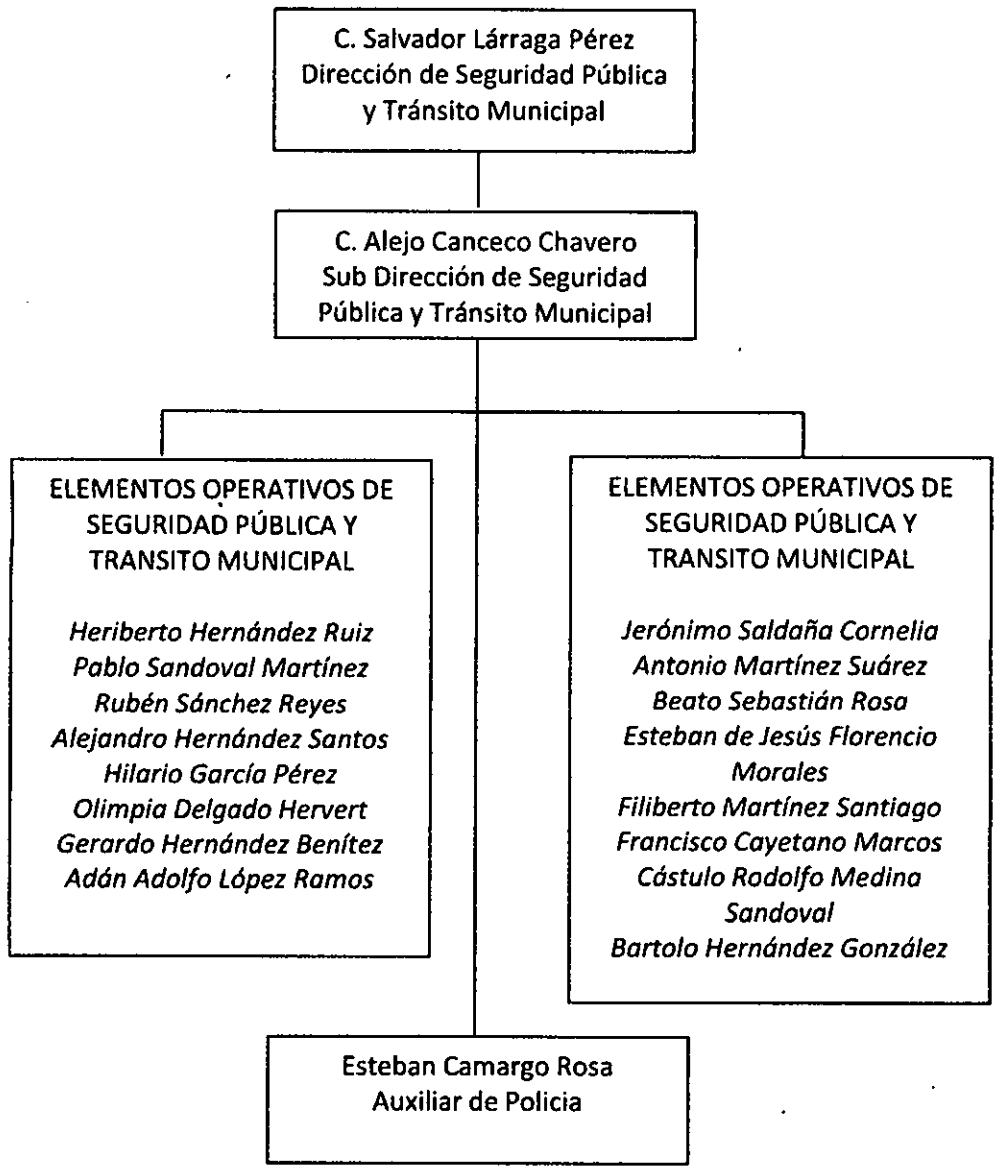 C. Salvador Lárraga Pérez
Dirección de Seguridad Pública
y Tránsito Municipal
C. Alejo Canceco Chavero
Sub Dirección de Seguridad
Pública y Tránsito Municipal
ELEMENTOS OPERATIVOS DE
SEGURIDAD PÚBLICA Y
TRANSITO MUNICIPAL
Heriberto Hernández Ruiz
Pablo Sandoval Martínez
Rubén Sánchez Reyes
Alejandro Hernández Santos
Hilario García Pérez
Olimpia Delgado Hervert
Gerardo Hernández Benítez
Adán Adolfo López Ramos
ELEMENTOS OPERATIVOS DE
SEGURIDAD PÚBLICA Y
TRANSITO MUNICIPAL
Jerónimo Saldaña Cornelia
Antonio Martínez Suárez
Beato Sebastián Rosa
Esteban de Jesús Florencio
Morales
Filiberto Martínez Santiago
Francisco Cayetano Marcos
Cástulo Rodolfo Medina
Sandoval
Bartolo Hernández González
Esteban Camargo Rosa
Auxiliar de Policia